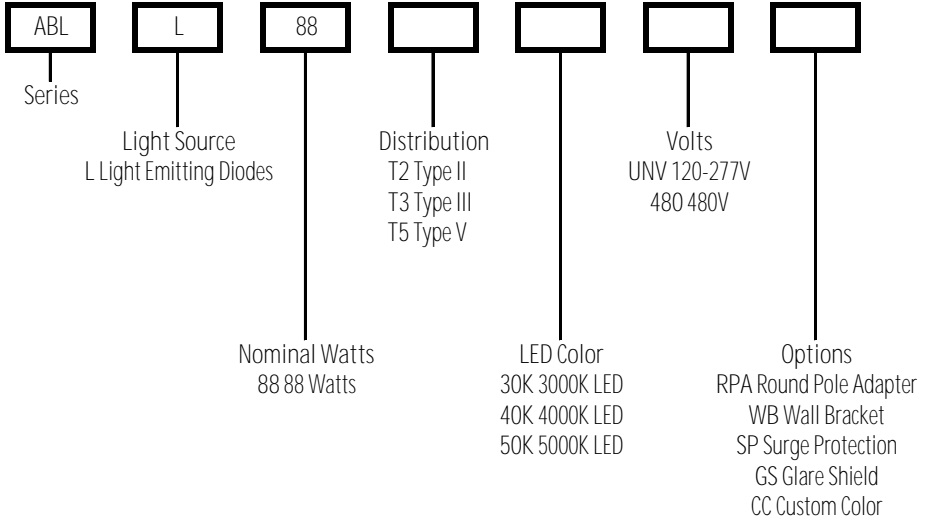 ABL L 88
Series
Light Source
L Light Emitting Diodes
Distribution
T2 Type II
T3 Type III
T5 Type V
Volts
UNV 120-277V
480 480V
Nominal Watts
88 88 Watts
LED Color
30K 3000K LED
40K 4000K LED
50K 5000K LED
Options
RPA Round Pole Adapter
WB Wall Bracket
SP Surge Protection
GS Glare Shield
CC Custom Color